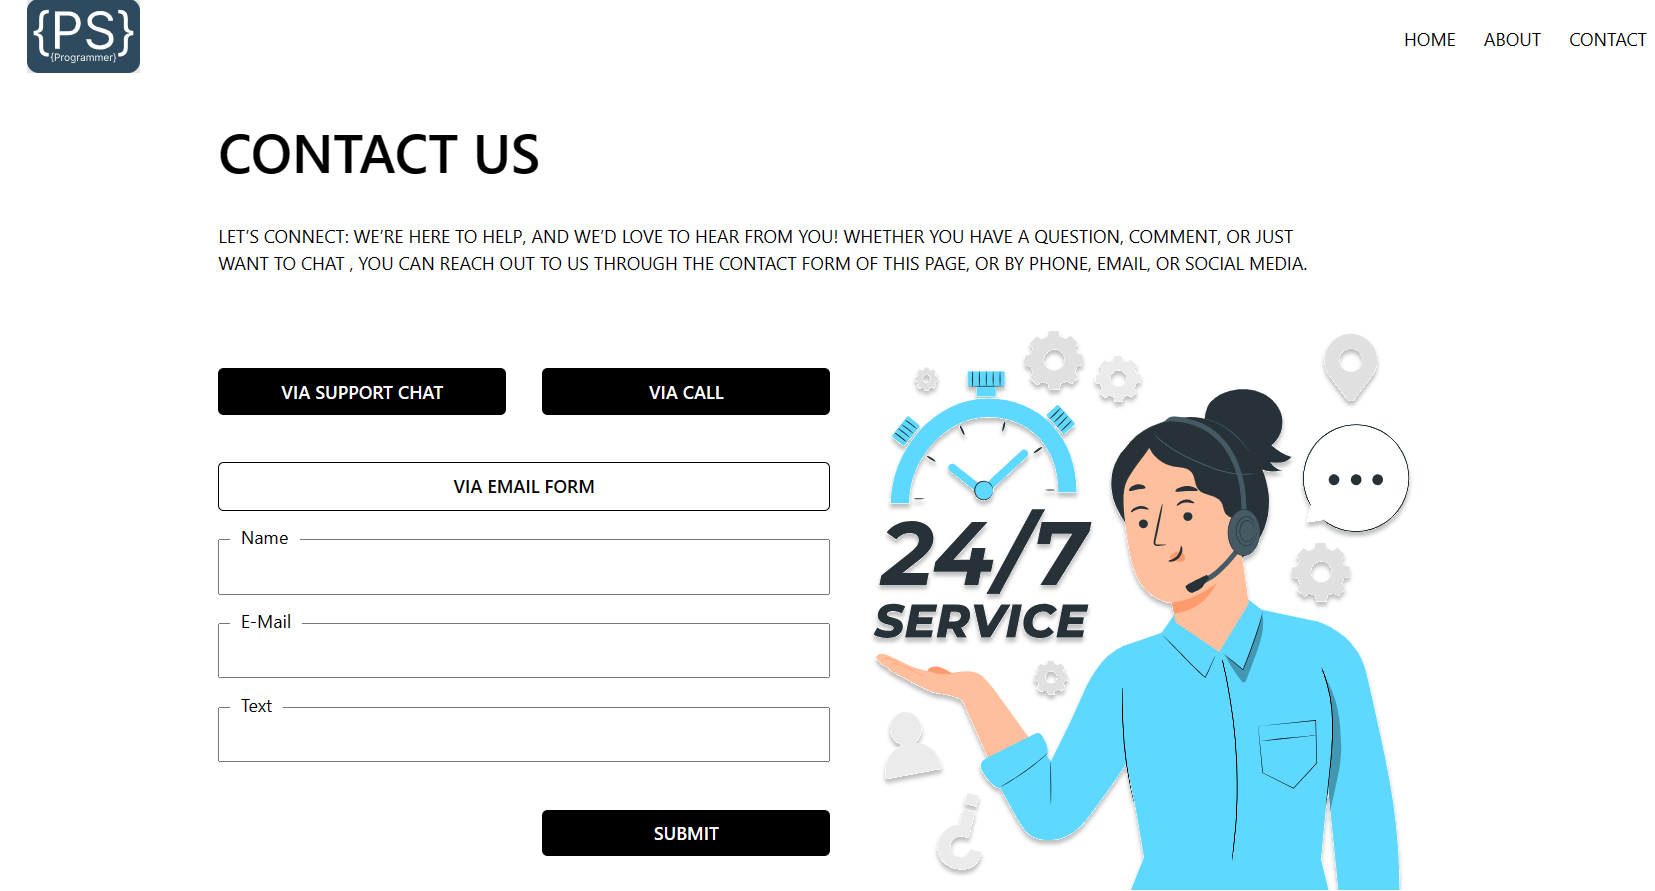 {PS}
{Programmer}
HOME ABOUT CONTACT
CONTACT US
LET’S CONNECT: WE’RE HERE TO HELP, AND WE’D LOVE TO HEAR FROM YOU! WHETHER YOU HAVE A QUESTION, COMMENT, OR JUST
WANT TO CHAT , YOU CAN REACH OUT TO US THROUGH THE CONTACT FORM OF THIS PAGE, OR BY PHONE, EMAIL, OR SOCIAL MEDIA.
VIA SUPPORT CHAT
VIA CALL
VIA EMAIL FORM
Name
E-Mail
Text
SUBMIT
24/7
SERVICE